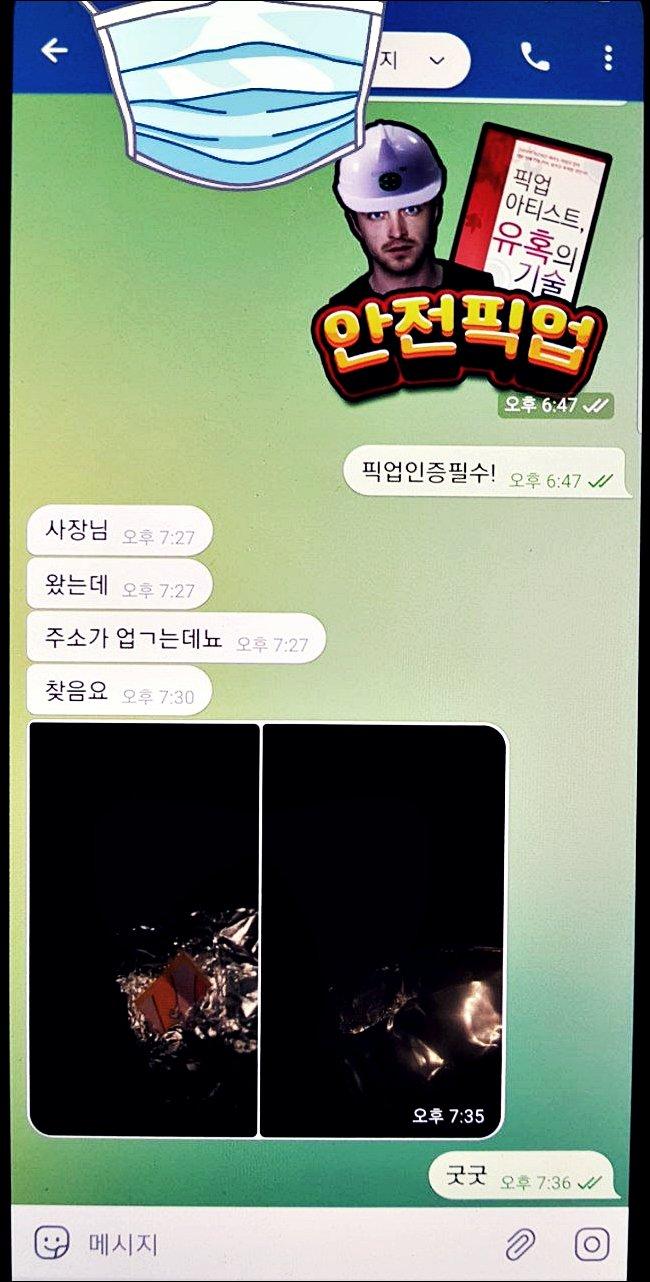 지
픽업
아티스트,
유혹의
기술
안전픽업
오후 6:47
픽업인증필수! 오후 6:47
사장님 오후 7:27
왔는데 오후 7:27
주소가 업ㄱ는데뇨 오후 7:27
찾음요 오후 7:30
오후 7:35
굿굿 오후 7:36
메시지